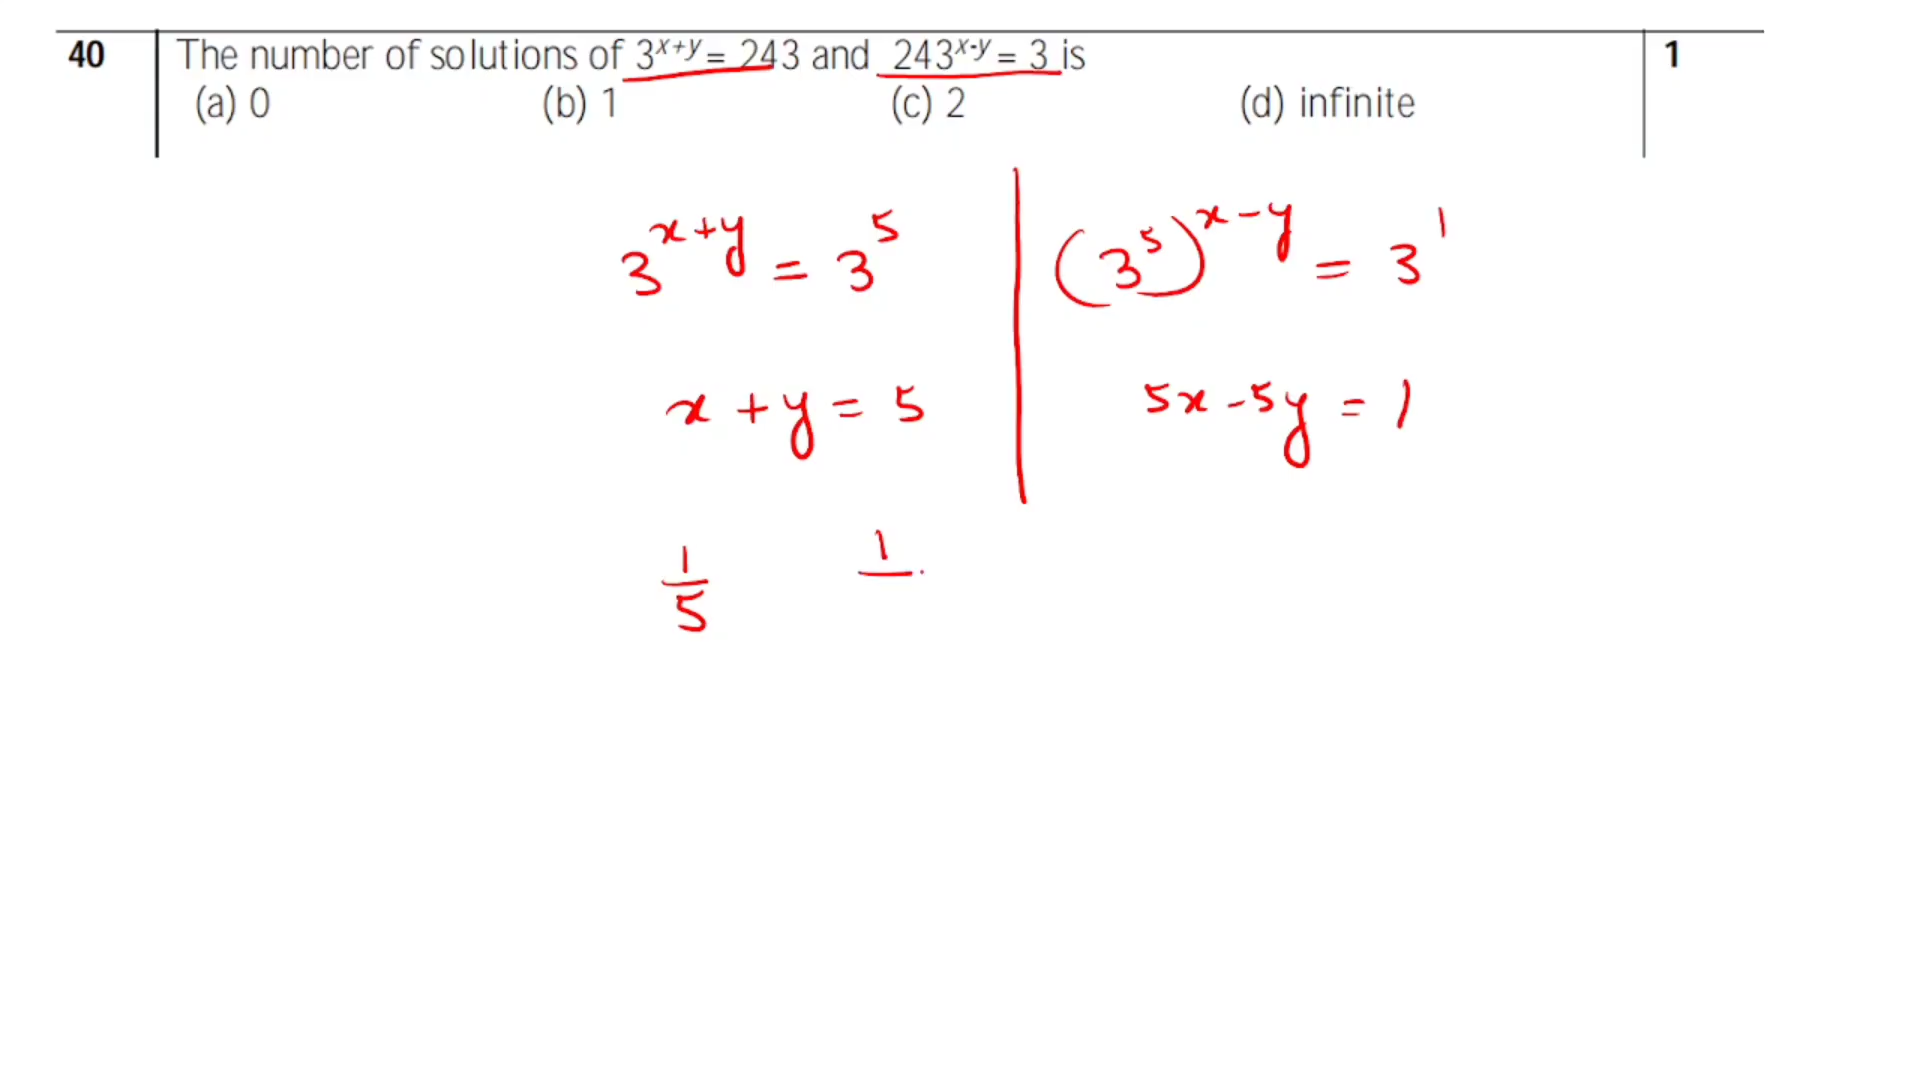 40 The number of solutions of 3^{x+y} = 243 and 243^{x-y} = 3 is 1
(a) 0 (b) 1 (c) 2 (d) infinite
3^{x+y} = 3^5 (3^5)^{x-y} = 3^1
x + y = 5 5x - 5y = 1
1/5 1/